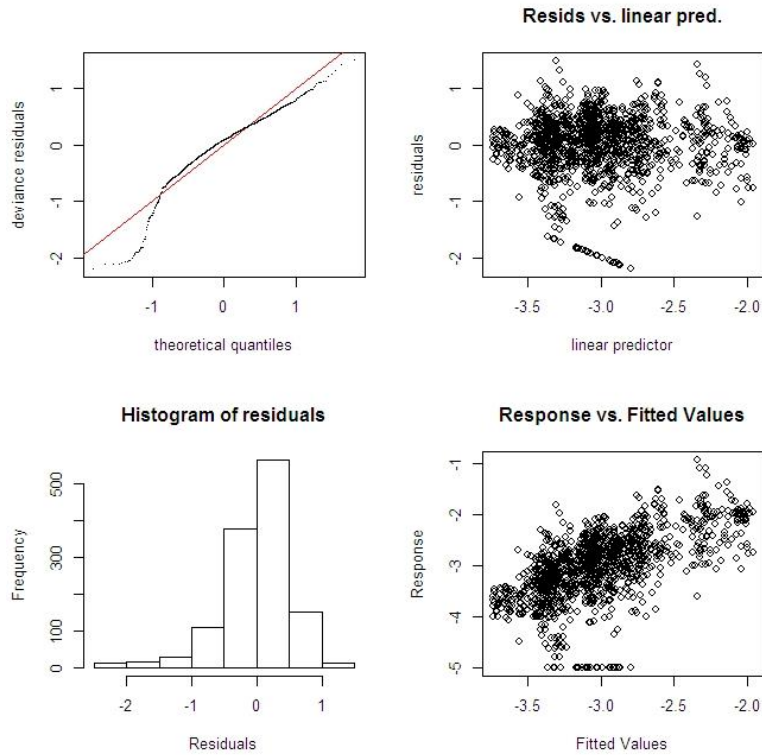 deviance residuals
1
0
-1
-2
-1
0
1
theoretical quantiles
Resids vs. linear pred.
residuals
1
0
-1
-2
-3.5
-3.0
-2.5
-2.0
linear predictor
Histogram of residuals
Frequency
500
300
100
0
-2
-1
0
1
Residuals
Response vs. Fitted Values
Response
-1
-2
-3
-4
-5
-3.5
-3.0
-2.5
-2.0
Fitted Values